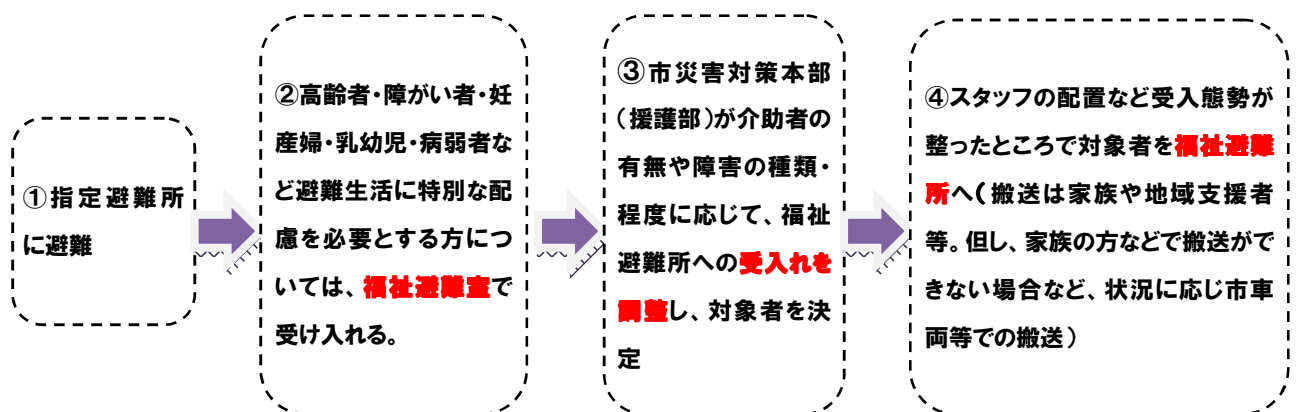 ①指定避難所
に避難
②高齢者・障がい者・妊
産婦・乳幼児・病弱者な
ど避難生活に特別な配
慮を必要とする方につ
いては、福祉避難室で
受け入れる。
③市災害対策本部
（援護部）が介助者の
有無や障害の種類・
程度に応じて、福祉
避難所への受入れを
調整し、対象者を決
定
④スタッフの配置など受入態勢が
整ったところで対象者を福祉避難
所へ（搬送は家族や地域支援者
等。但し、家族の方などで搬送がで
きない場合など、状況に応じ市車
両等での搬送）